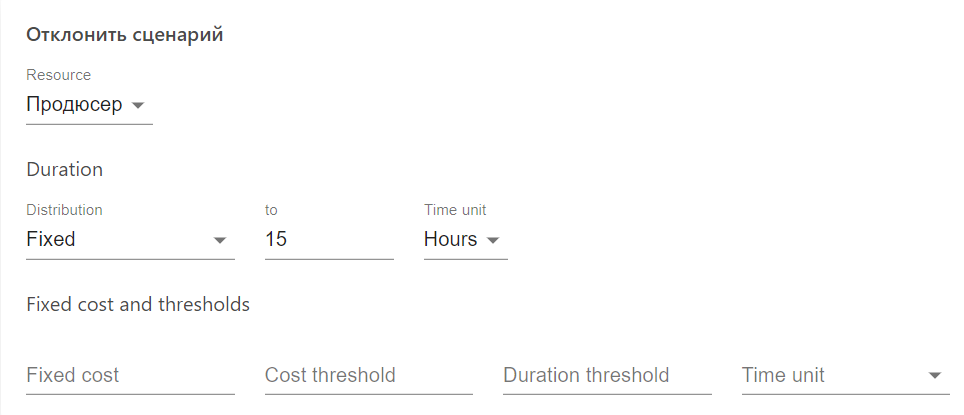 Отклонить сценарий
Resource
Продюсер
Duration
Distribution to Time unit
Fixed 15 Hours
Fixed cost and thresholds
Fixed cost Cost threshold Duration threshold Time unit